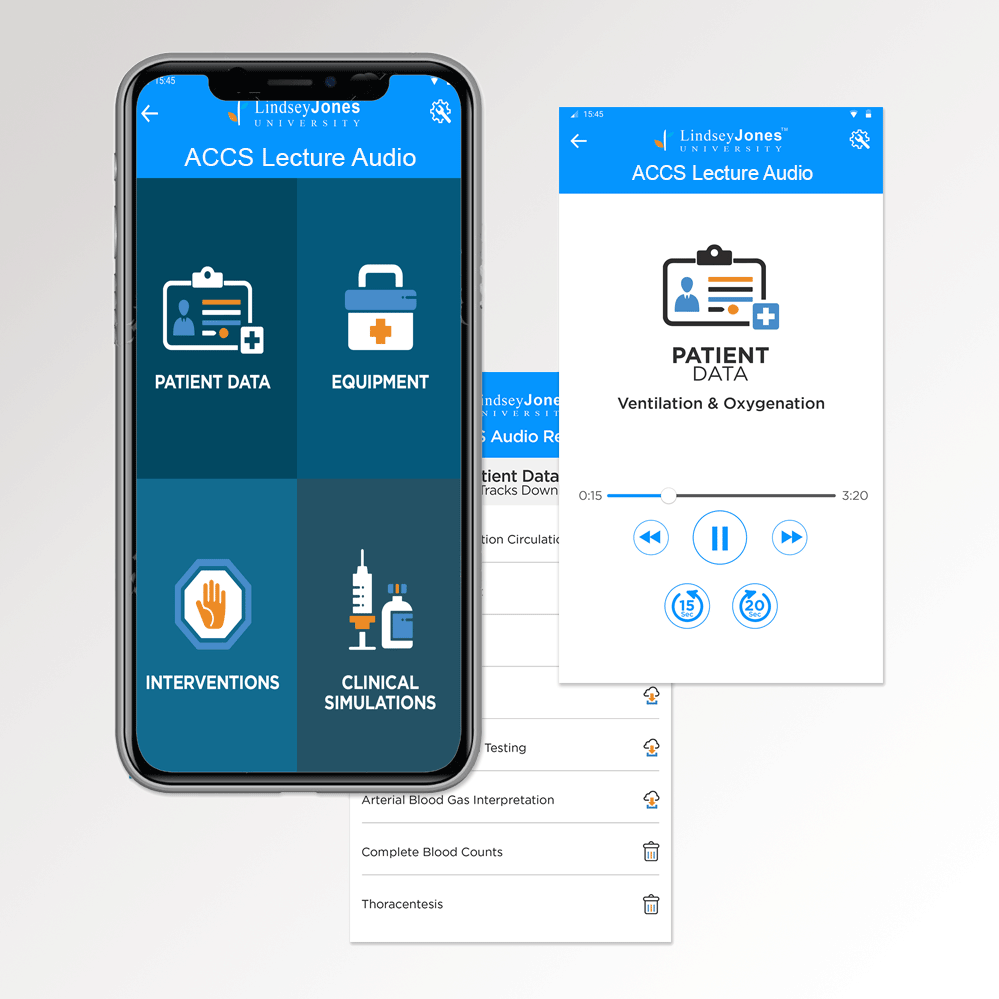 15:45
LindseyJones
UNIVERSITY
ACCS Lecture Audio
PATIENT DATA
EQUIPMENT
INTERVENTIONS
CLINICAL
SIMULATIONS
15:45
LindseyJones™
UNIVERSITY
ACCS Lecture Audio
PATIENT
DATA
Ventilation & Oxygenation
0:15
3:20
15
Sec
20
Sec
indseyJone
NIVERSIT
S Audio Re
tient Data
Tracks Down
tion Circulatio
Testing
Arterial Blood Gas Interpretation
Complete Blood Counts
Thoracentesis